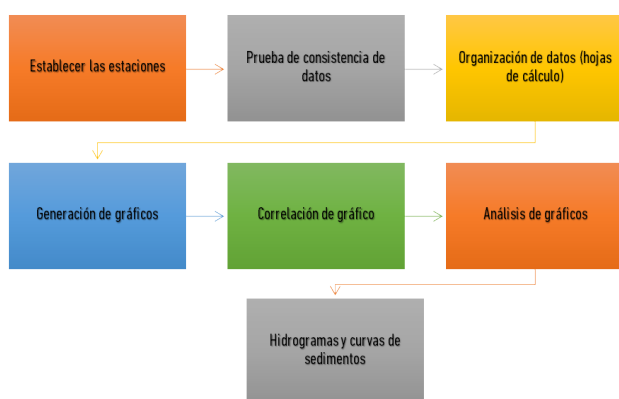 Establecer las estaciones
Prueba de consistencia de
datos
Organización de datos (hojas
de cálculo)
Generación de gráficos
Correlación de gráfico
Análisis de gráficos
Hidrogramas y curvas de
sedimentos